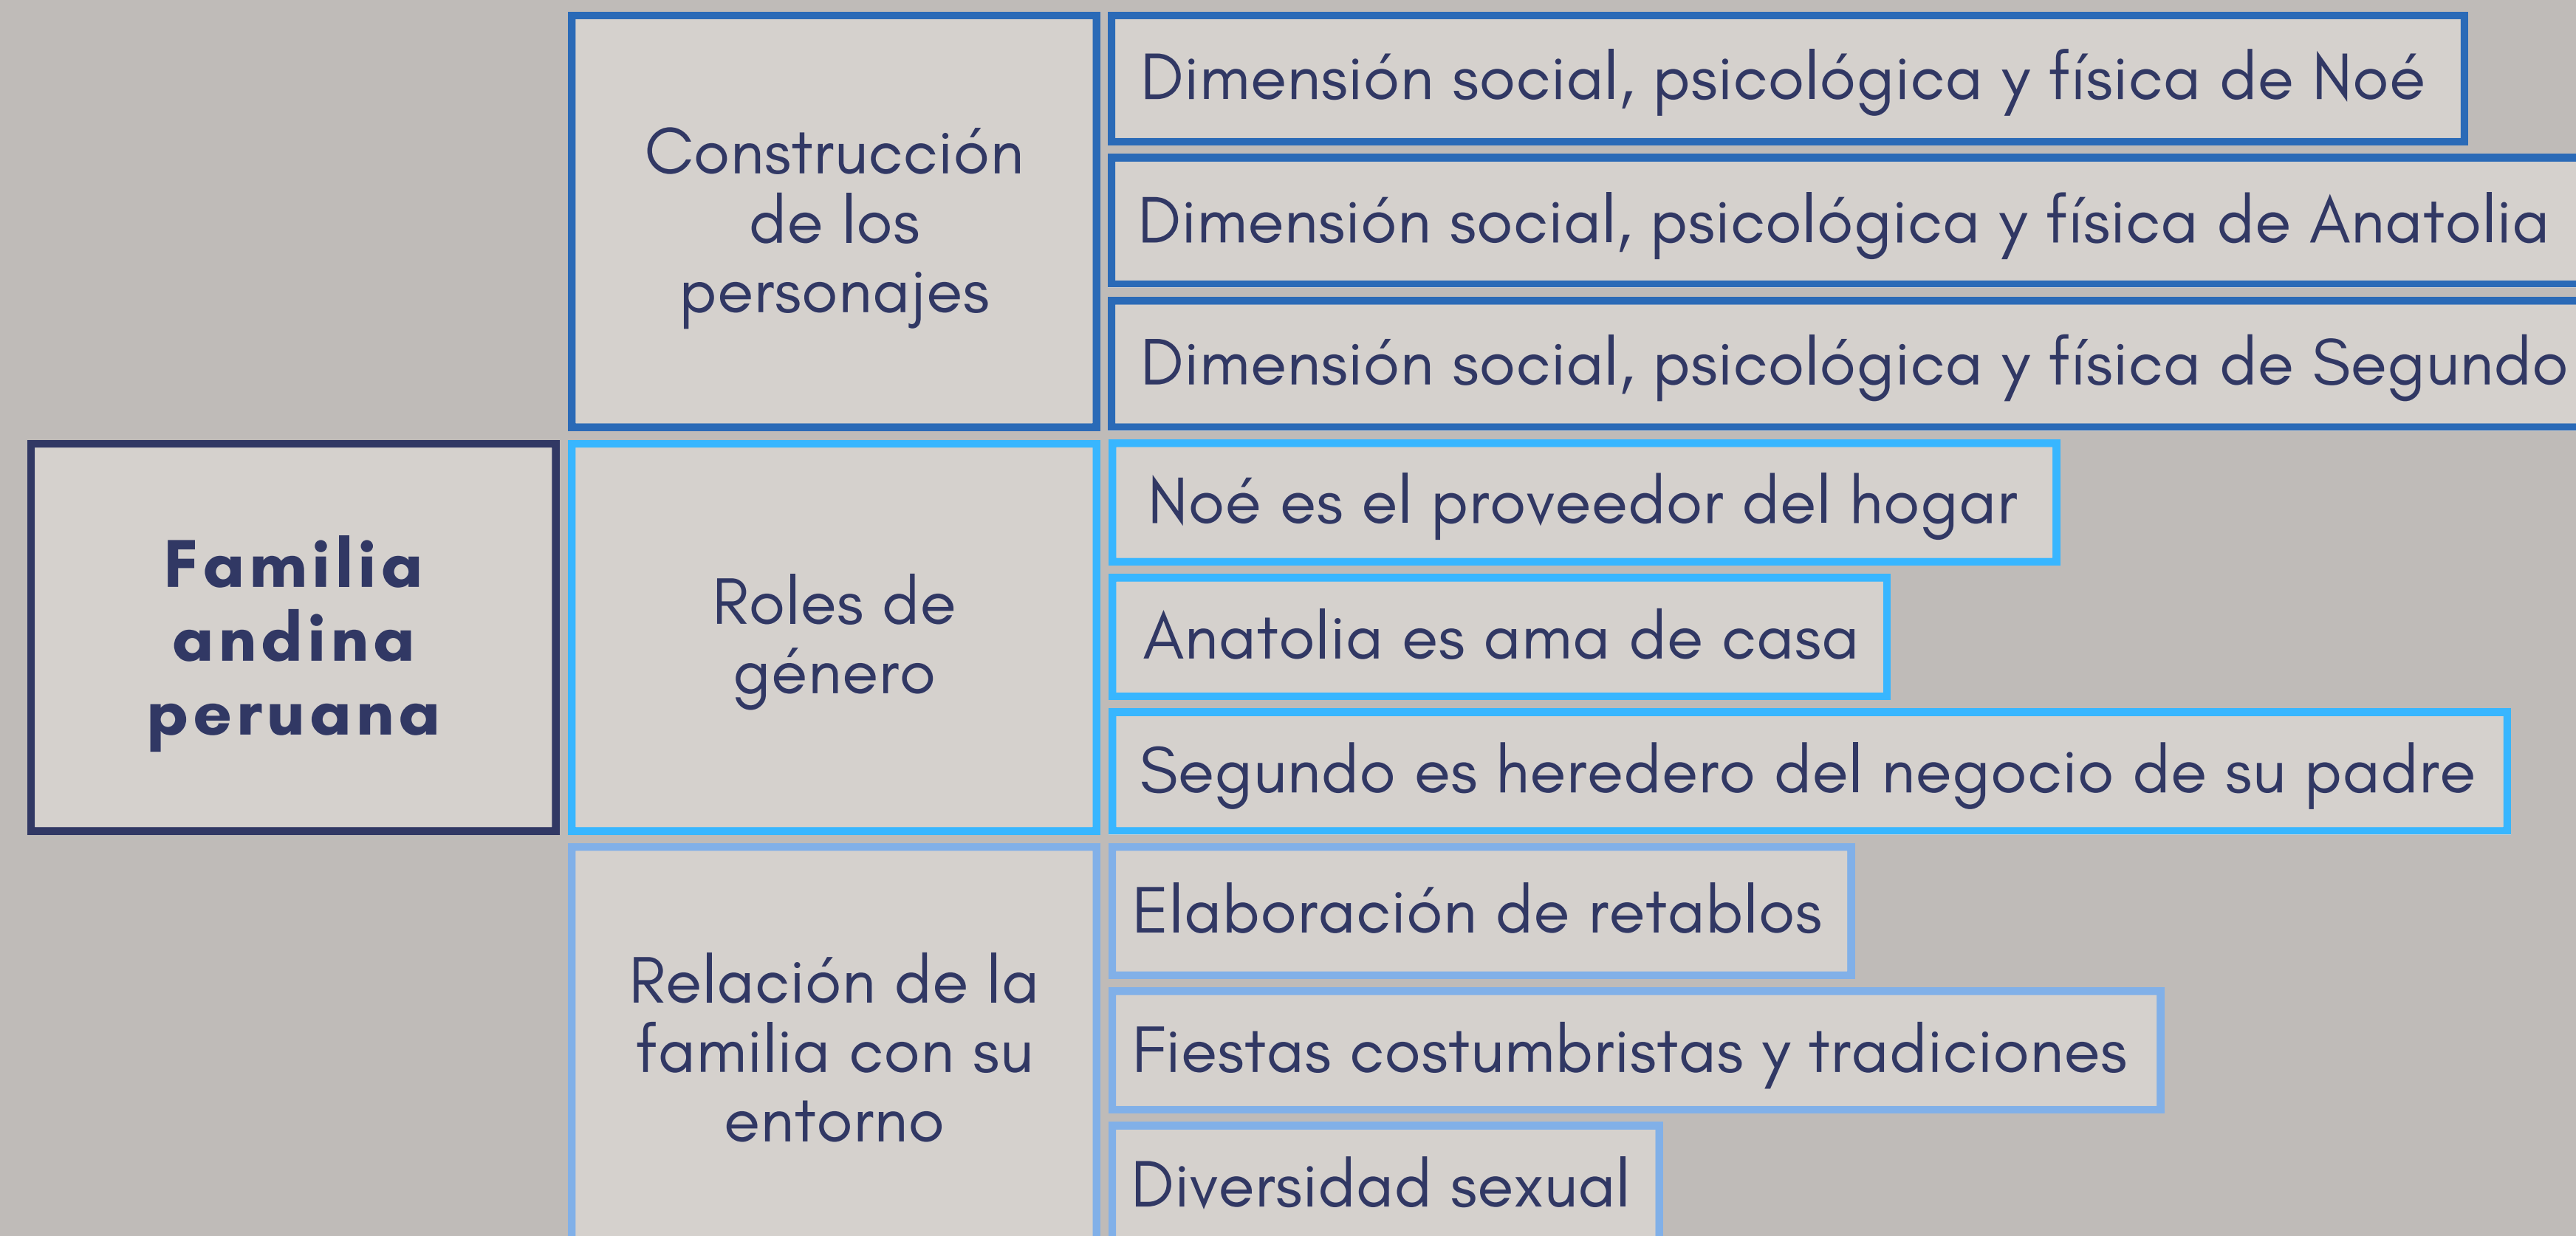 Familia
andina
peruana
Construcción
de los
personajes
Dimensión social, psicológica y física de Noé
Dimensión social, psicológica y física de Anatolia
Dimensión social, psicológica y física de Segundo
Roles de
género
Noé es el proveedor del hogar
Anatolia es ama de casa
Segundo es heredero del negocio de su padre
Relación de la
familia con su
entorno
Elaboración de retablos
Fiestas costumbristas y tradiciones
Diversidad sexual